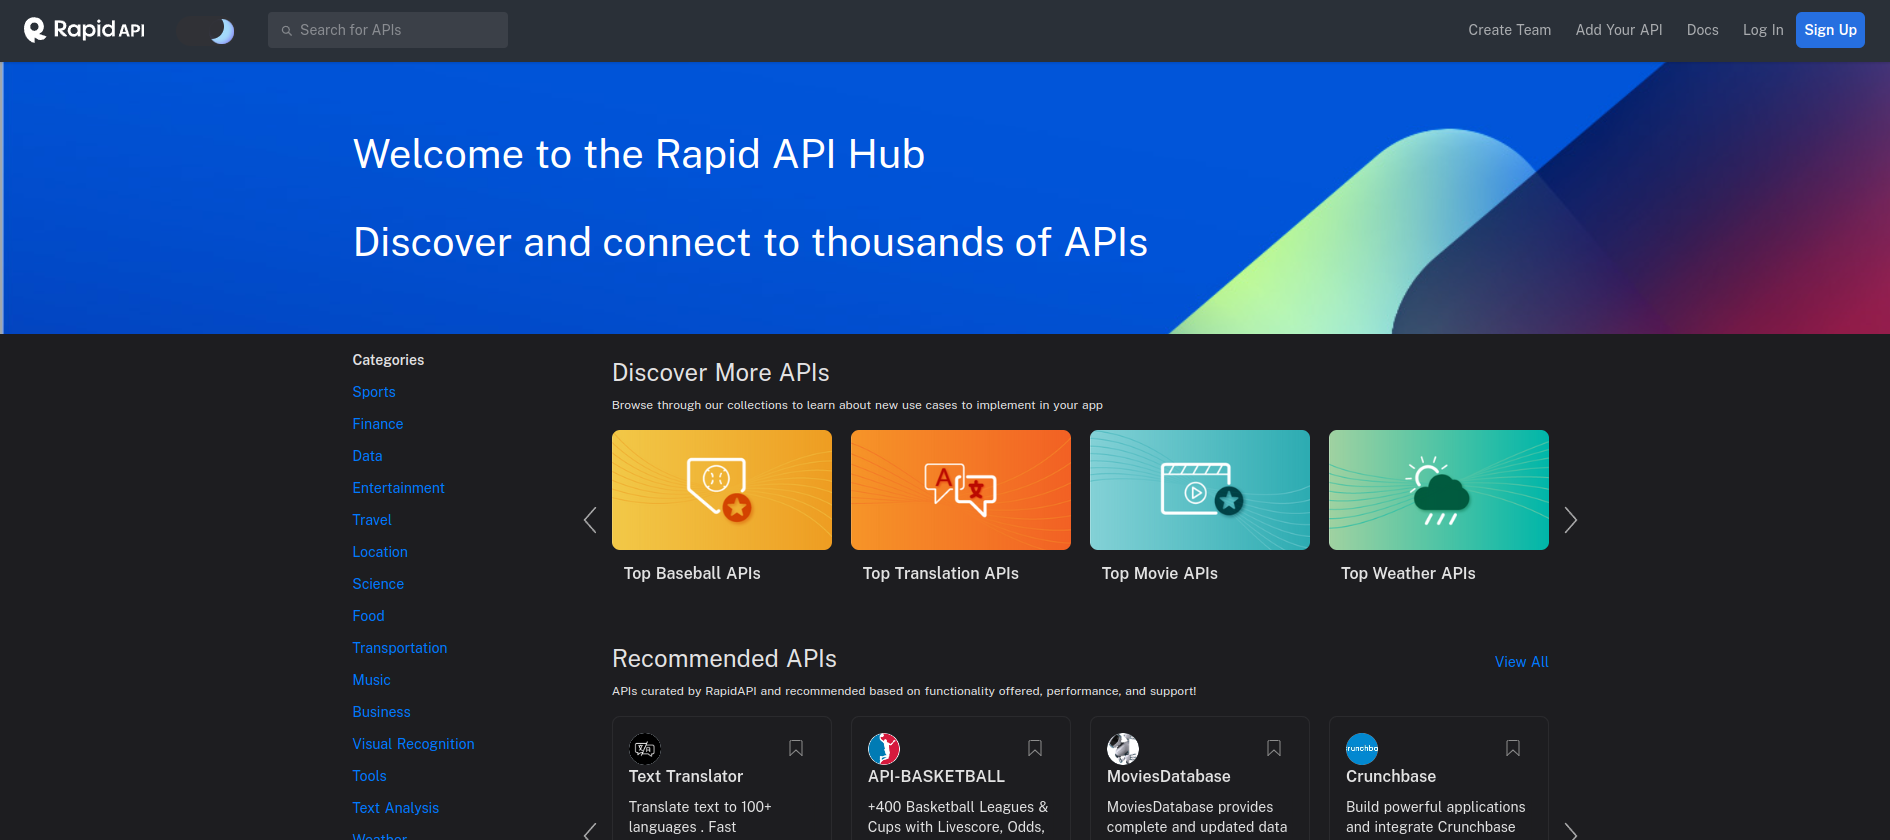 Rapid API
Search for APIs
Create Team
Add Your API
Docs
Log In
Sign Up
Welcome to the Rapid API Hub
Discover and connect to thousands of APIs
Categories
Sports
Finance
Data
Entertainment
Travel
Location
Science
Food
Transportation
Music
Business
Visual Recognition
Tools
Text Analysis
Weather
Discover More APIs
Browse through our collections to learn about new use cases to implement in your app
A 文
Top Baseball APIs
Top Translation APIs
Top Movie APIs
Top Weather APIs
Recommended APIs
View All
APIs curated by RapidAPI and recommended based on functionality offered, performance, and support!
Text Translator
Translate text to 100+
languages . Fast
API-BASKETBALL
+400 Basketball Leagues &
Cups with Livescore, Odds,
MoviesDatabase
MoviesDatabase provides
complete and updated data
runchba
Crunchbase
Build powerful applications
and integrate Crunchbase